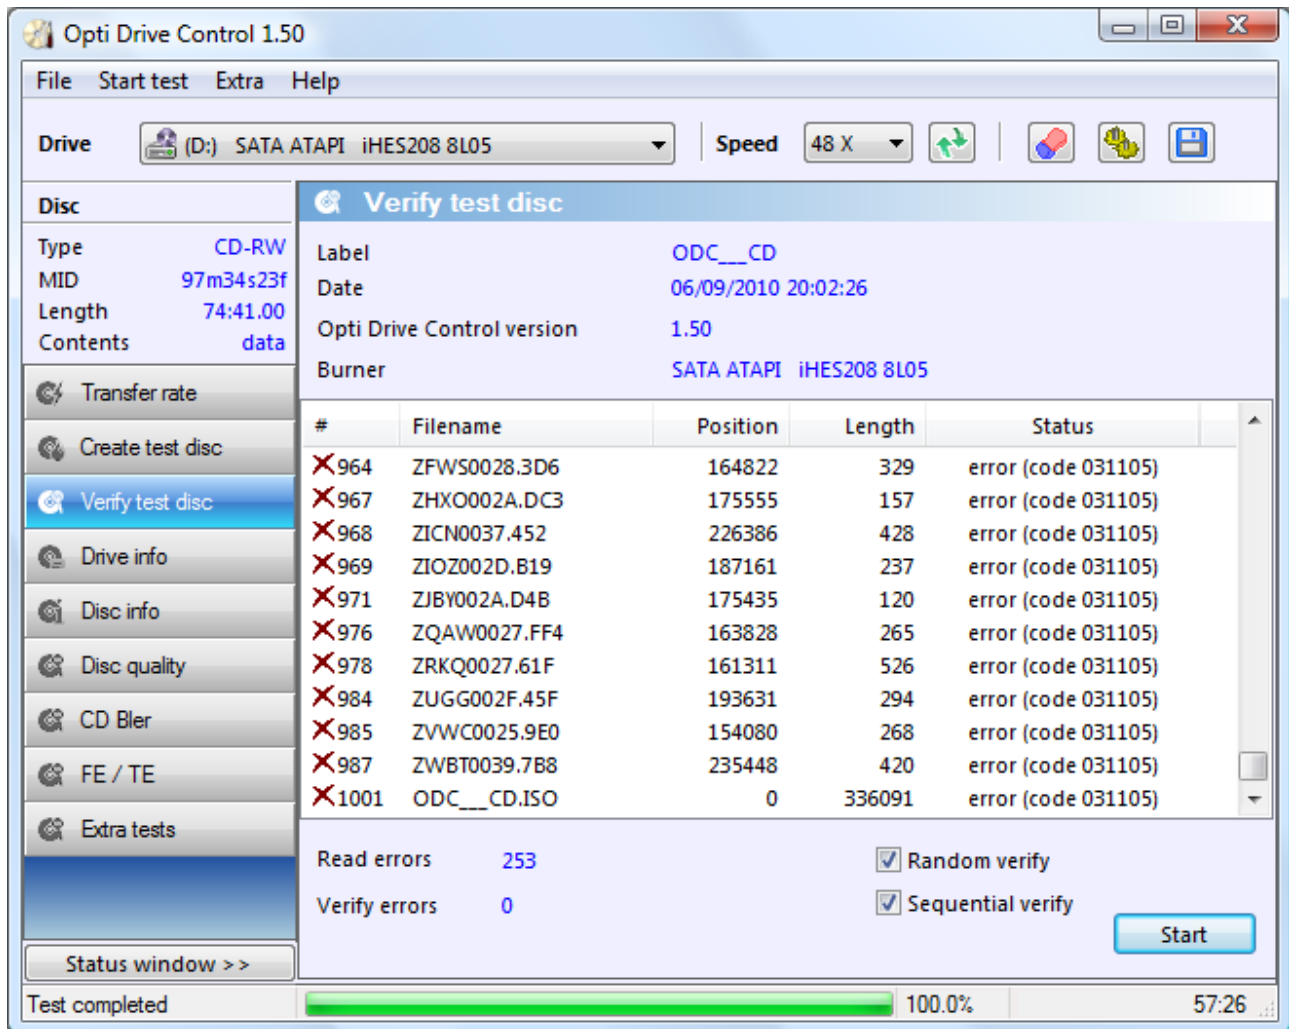 Opti Drive Control 1.50
File Start test Extra Help
Drive (D:) SATA ATAPI iHES208 8L05 Speed 48 X
Disc
Type CD-RW
MID 97m34s23f
Length 74:41.00
Contents data
Transfer rate
Create test disc
Verify test disc
Drive info
Disc info
Disc quality
CD Bler
FE / TE
Extra tests
Status window >>
Verify test disc
Label ODC___CD
Date 06/09/2010 20:02:26
Opti Drive Control version 1.50
Burner SATA ATAPI iHES208 8L05
# Filename Position Length Status
964 ZFWS0028.3D6 164822 329 error (code 031105)
967 ZHXO002A.DC3 175555 157 error (code 031105)
968 ZICN0037.452 226386 428 error (code 031105)
969 ZIOZ002D.B19 187161 237 error (code 031105)
971 ZJBY002A.D4B 175435 120 error (code 031105)
976 ZQAW0027.FF4 163828 265 error (code 031105)
978 ZRKQ0027.61F 161311 526 error (code 031105)
984 ZUGG002F.45F 193631 294 error (code 031105)
985 ZVWC0025.9E0 154080 268 error (code 031105)
987 ZWBT0039.7B8 235448 420 error (code 031105)
1001 ODC___CD.ISO 0 336091 error (code 031105)
Read errors 253 Random verify
Verify errors 0 Sequential verify
Start
Test completed 100.0% 57:26